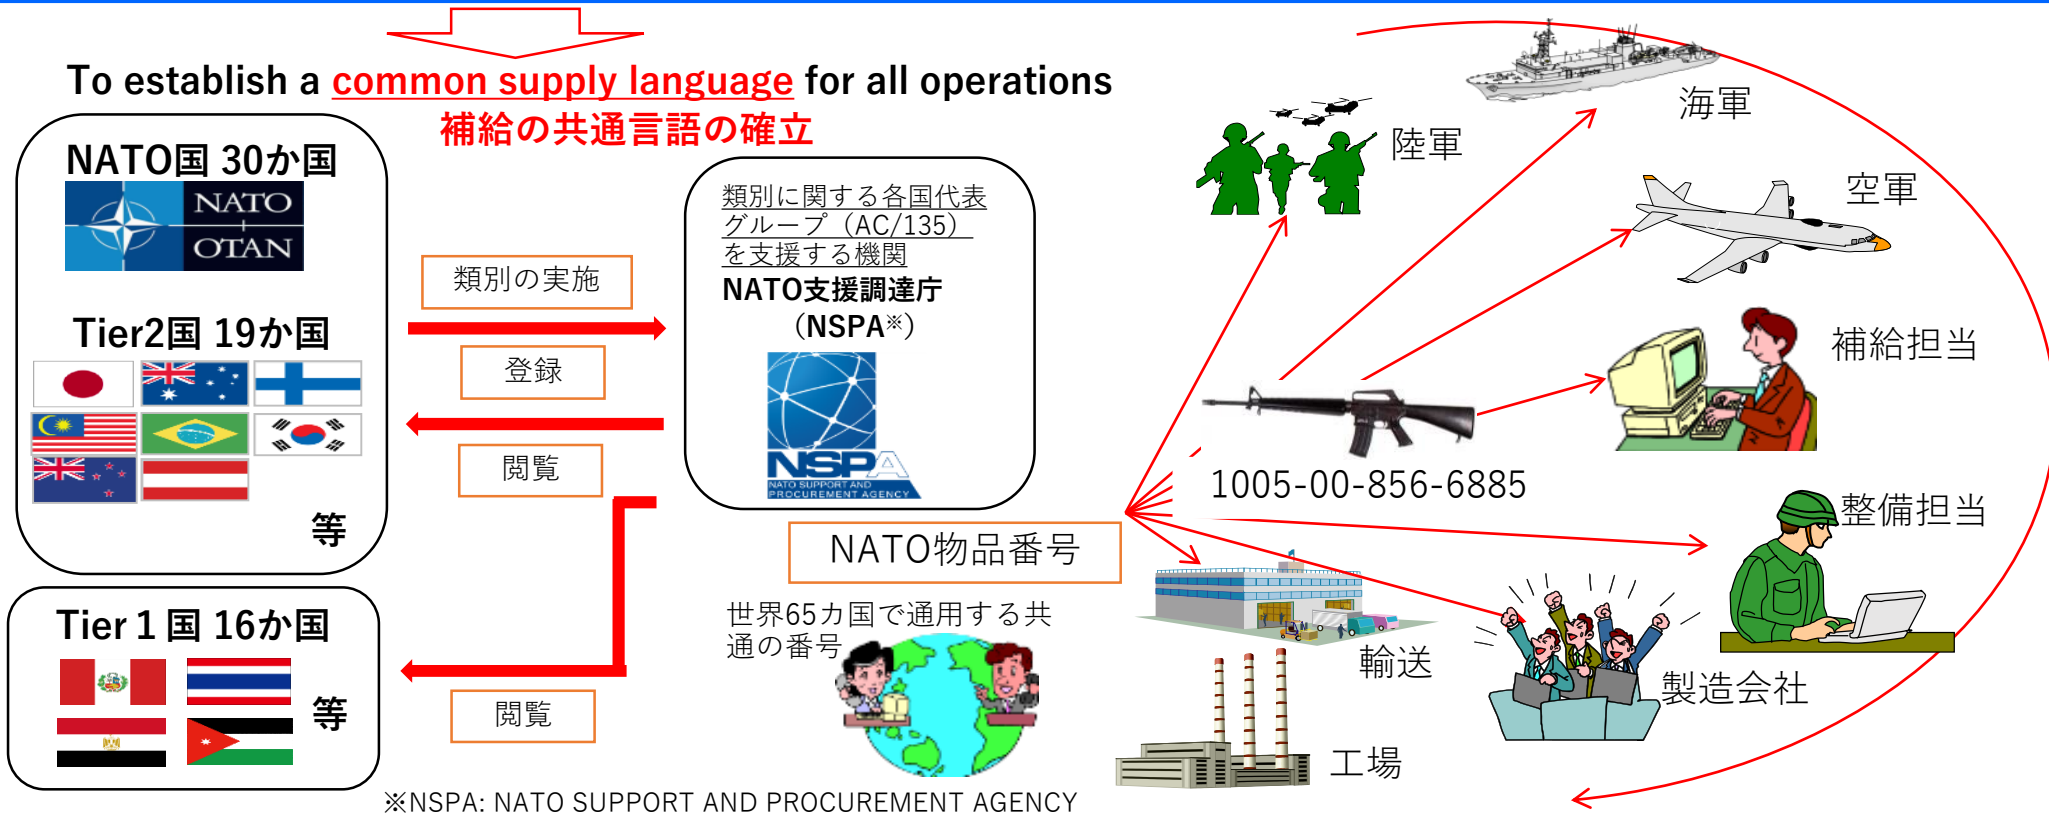 To establish a common supply language for all operations
補給の共通言語の確立
NATO国 30か国
NATO
OTAN
Tier2国 19か国
等
Tier１国 16か国
等
類別の実施
登録
閲覧
閲覧
類別に関する各国代表
グループ（AC/135）
を支援する機関
NATO支援調達庁
（NSPA※）
NSPA
NATO SUPPORT AND
PROCUREMENT AGENCY
NATO物品番号
世界65カ国で通用する共
通の番号
※NSPA: NATO SUPPORT AND PROCUREMENT AGENCY
陸軍
海軍
空軍
補給担当
1005-00-856-6885
整備担当
輸送
製造会社
工場